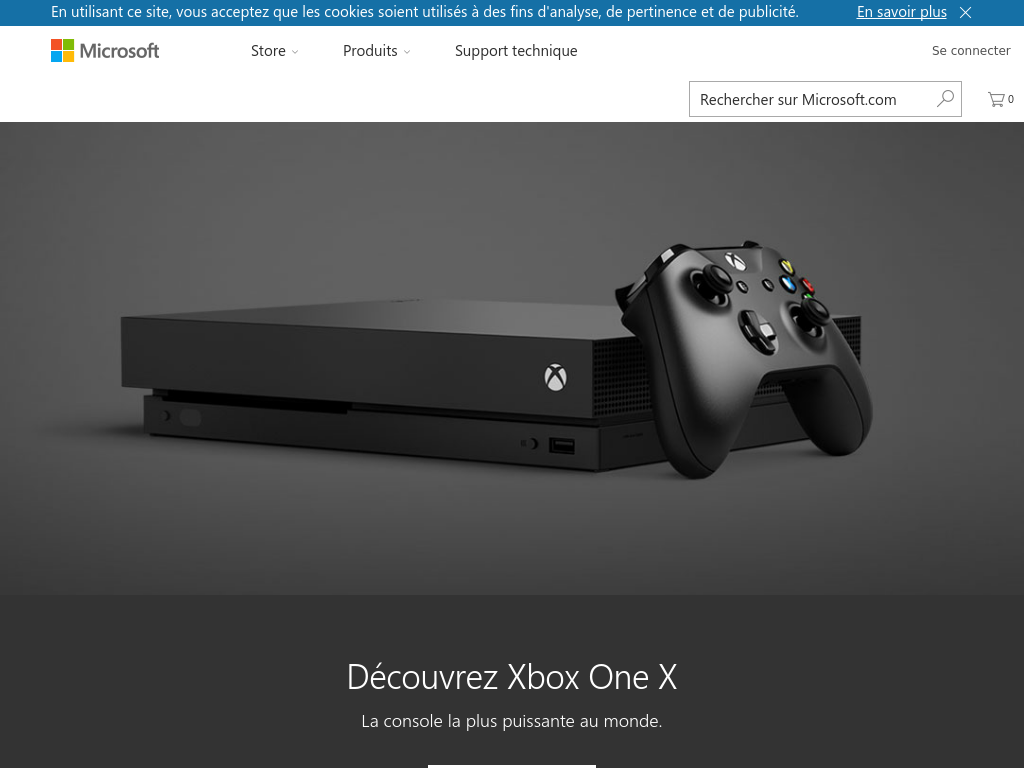 En utilisant ce site, vous acceptez que les cookies soient utilisés à des fins d'analyse, de pertinence et de publicité. En savoir plus
Microsoft Store Produits Support technique Se connecter
Rechercher sur Microsoft.com 0
Découvrez Xbox One X
La console la plus puissante au monde.